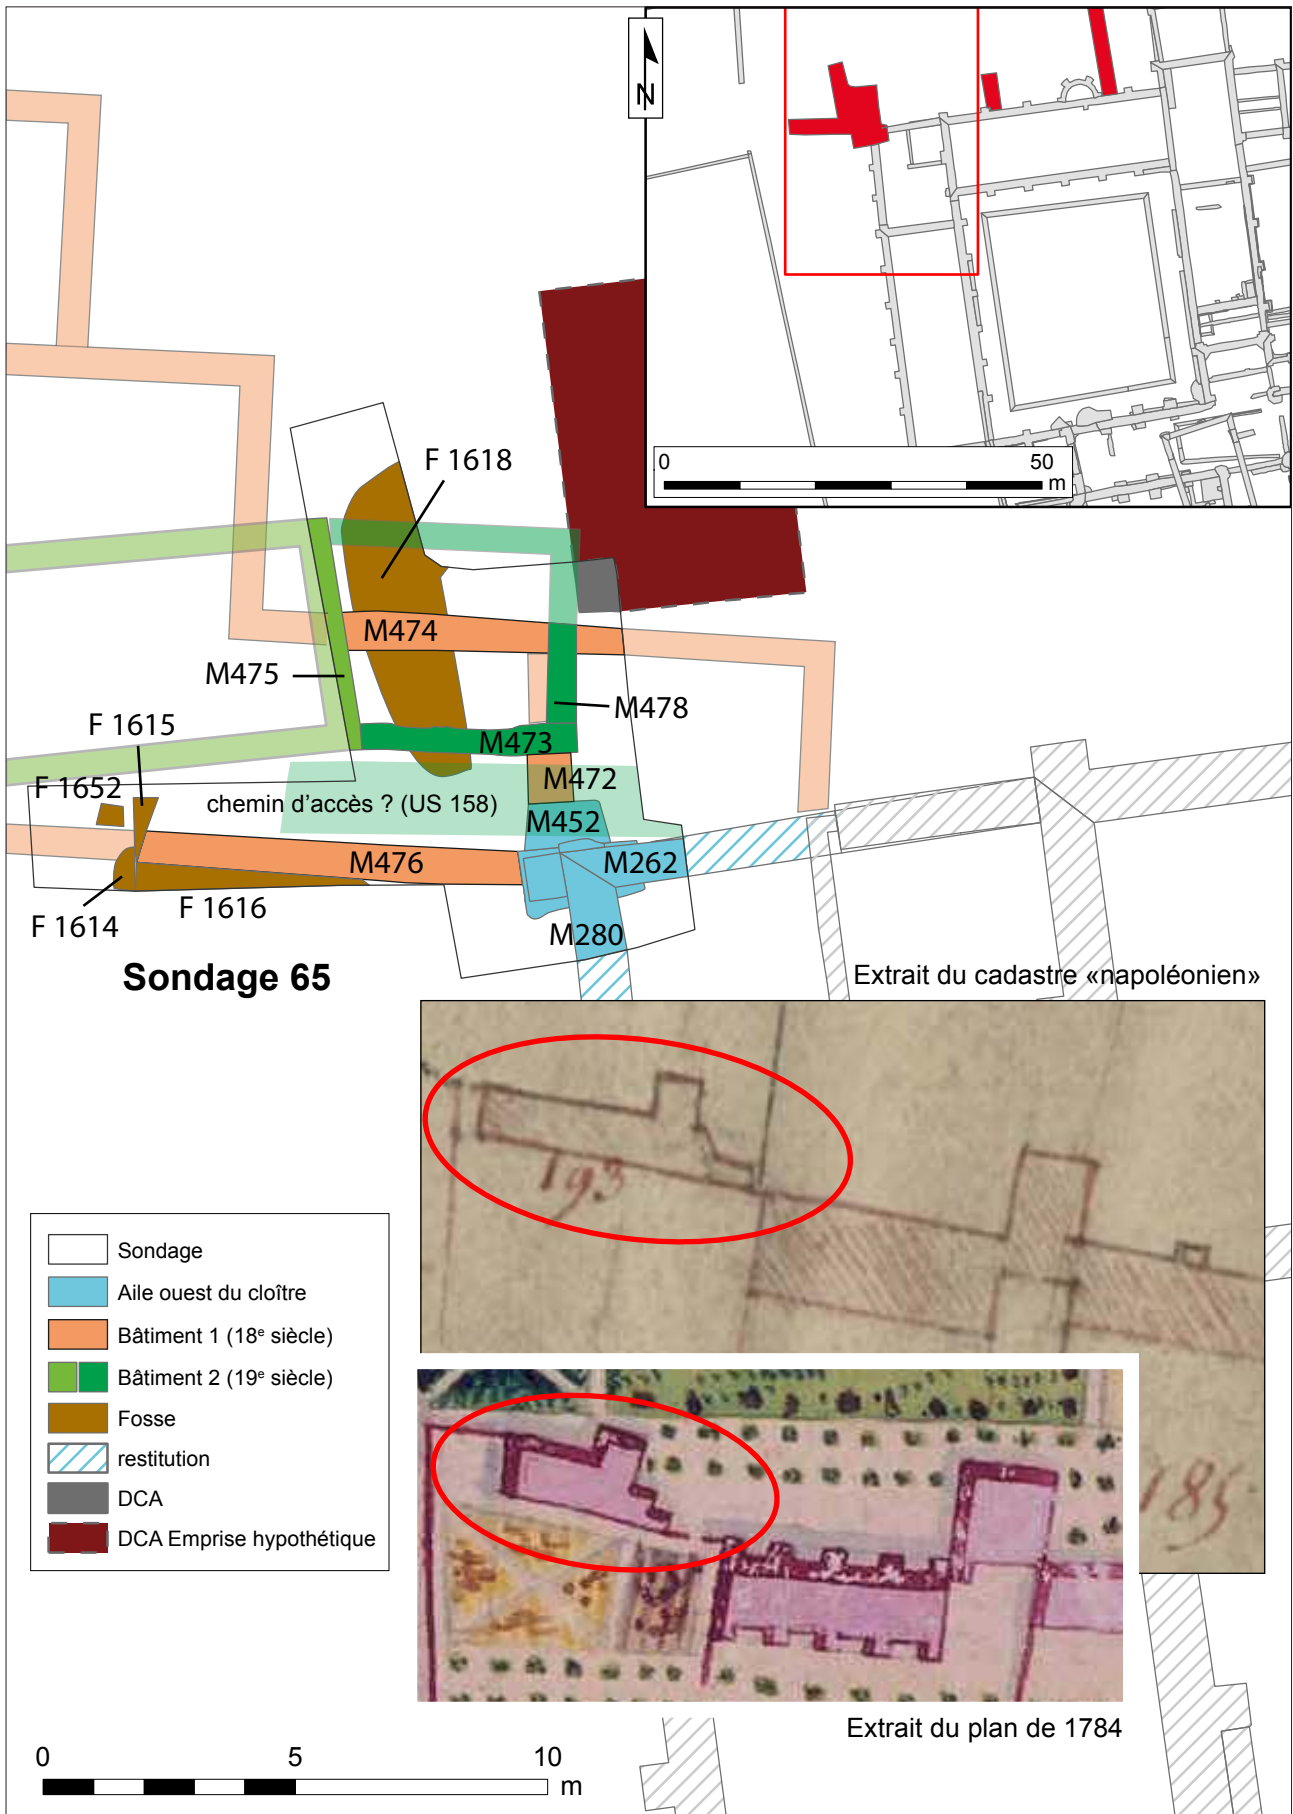 N
0 50
m
F 1618
M474
M475
M478
F 1615
M473
F 1652
M472
chemin d'accès ? (US 158)
M452
M476
M262
F 1616
F 1614
M280
Sondage 65
Extrait du cadastre «napoléonien»
193
185
Sondage
Aile ouest du cloître
Bâtiment 1 (18e siècle)
Bâtiment 2 (19e siècle)
Fosse
restitution
DCA
DCA Emprise hypothétique
Extrait du plan de 1784
0 5 10
m